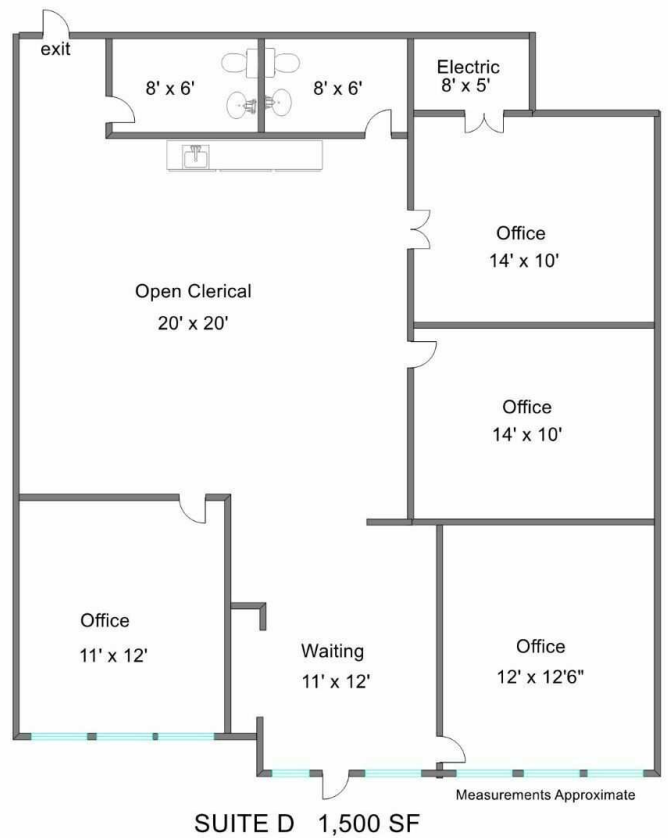 exit
8' x 6'
8' x 6'
Electric
8' x 5'
Office
14' x 10'
Open Clerical
20' x 20'
Office
14' x 10'
Office
11' x 12'
Waiting
11' x 12'
Office
12' x 12'6"
Measurements Approximate
SUITE D 1,500 SF